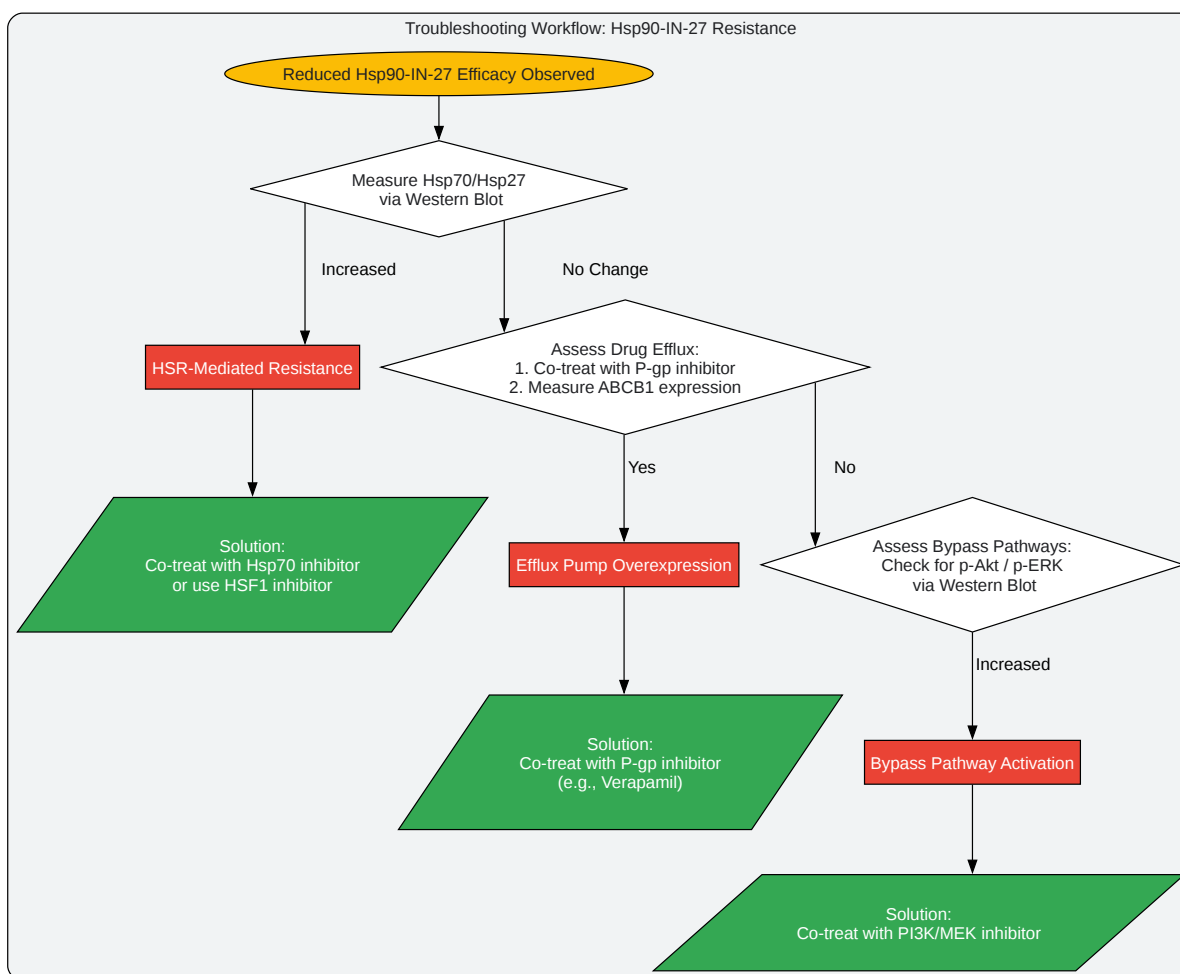 Troubleshooting Workflow: Hsp90-IN-27 Resistance
Reduced Hsp90-IN-27 Efficacy Observed
Measure Hsp70/Hsp27
via Western Blot
Increased
No Change
HSR-Mediated Resistance
Assess Drug Efflux:
1. Co-treat with P-gp inhibitor
2. Measure ABCB1 expression
Yes
No
Solution:
Co-treat with Hsp70 inhibitor
or use HSF1 inhibitor
Efflux Pump Overexpression
Assess Bypass Pathways:
Check for p-Akt / p-ERK
via Western Blot
Increased
Solution:
Co-treat with P-gp inhibitor
(e.g., Verapamil)
Bypass Pathway Activation
Solution:
Co-treat with PI3K/MEK inhibitor